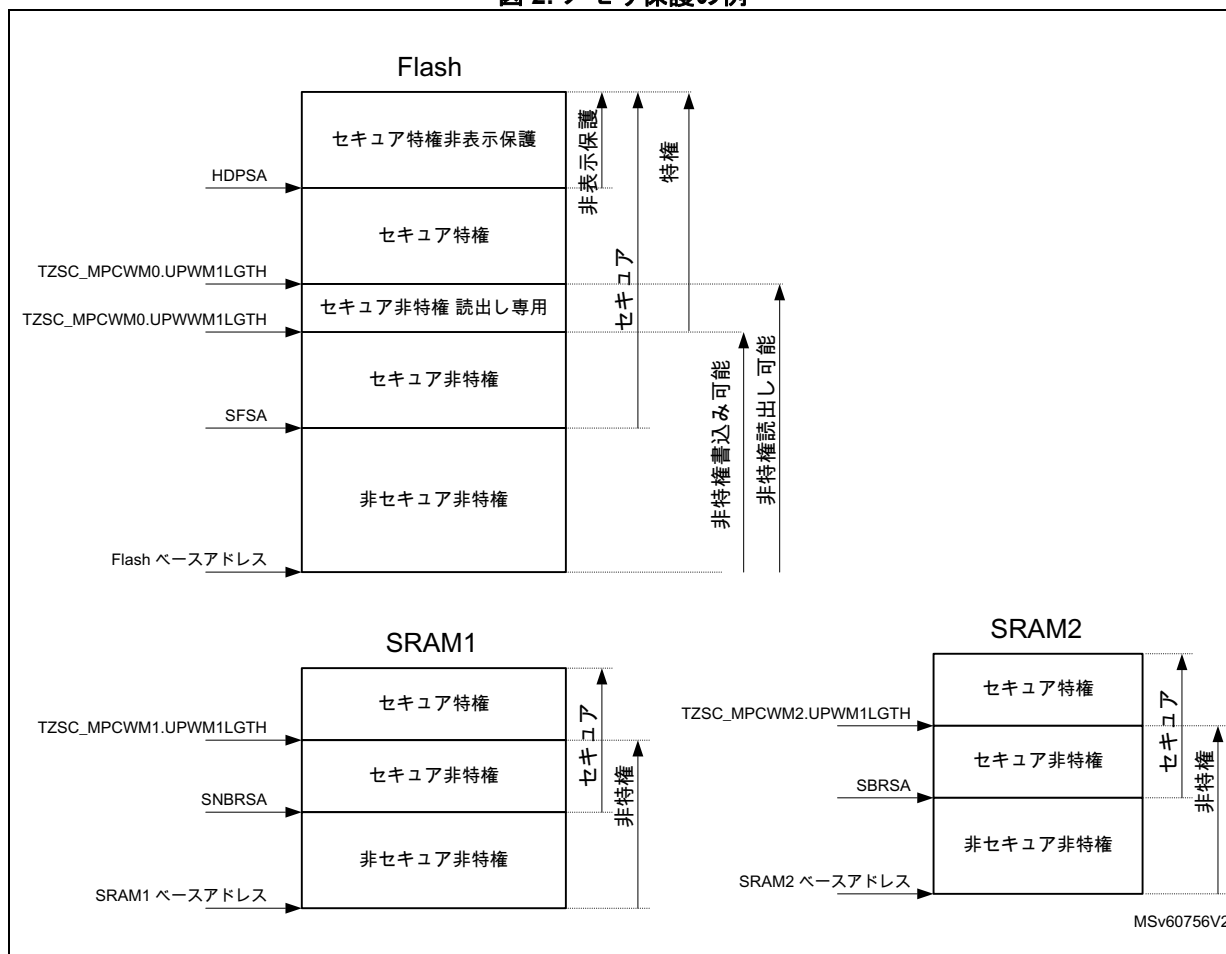 図 2. メモリ保護の例
Flash
セキュア特権非表示保護
HDPSA
セキュア特権
TZSC_MPCWM0.UPWM1LGTH
セキュア非特権 読出し専用
TZSC_MPCWM0.UPWWM1LGTH
セキュア非特権
SFSA
非セキュア非特権
Flash ベースアドレス
非表示保護
セキュア
特権
非特権書込み可能
非特権読出し可能
SRAM1
セキュア特権
TZSC_MPCWM1.UPWM1LGTH
セキュア非特権
SNBRSA
非セキュア非特権
SRAM1 ベースアドレス
セキュア
非特権
SRAM2
セキュア特権
TZSC_MPCWM2.UPWM1LGTH
セキュア非特権
SBRSA
非セキュア非特権
SRAM2 ベースアドレス
セキュア
非特権
MSv60756V2